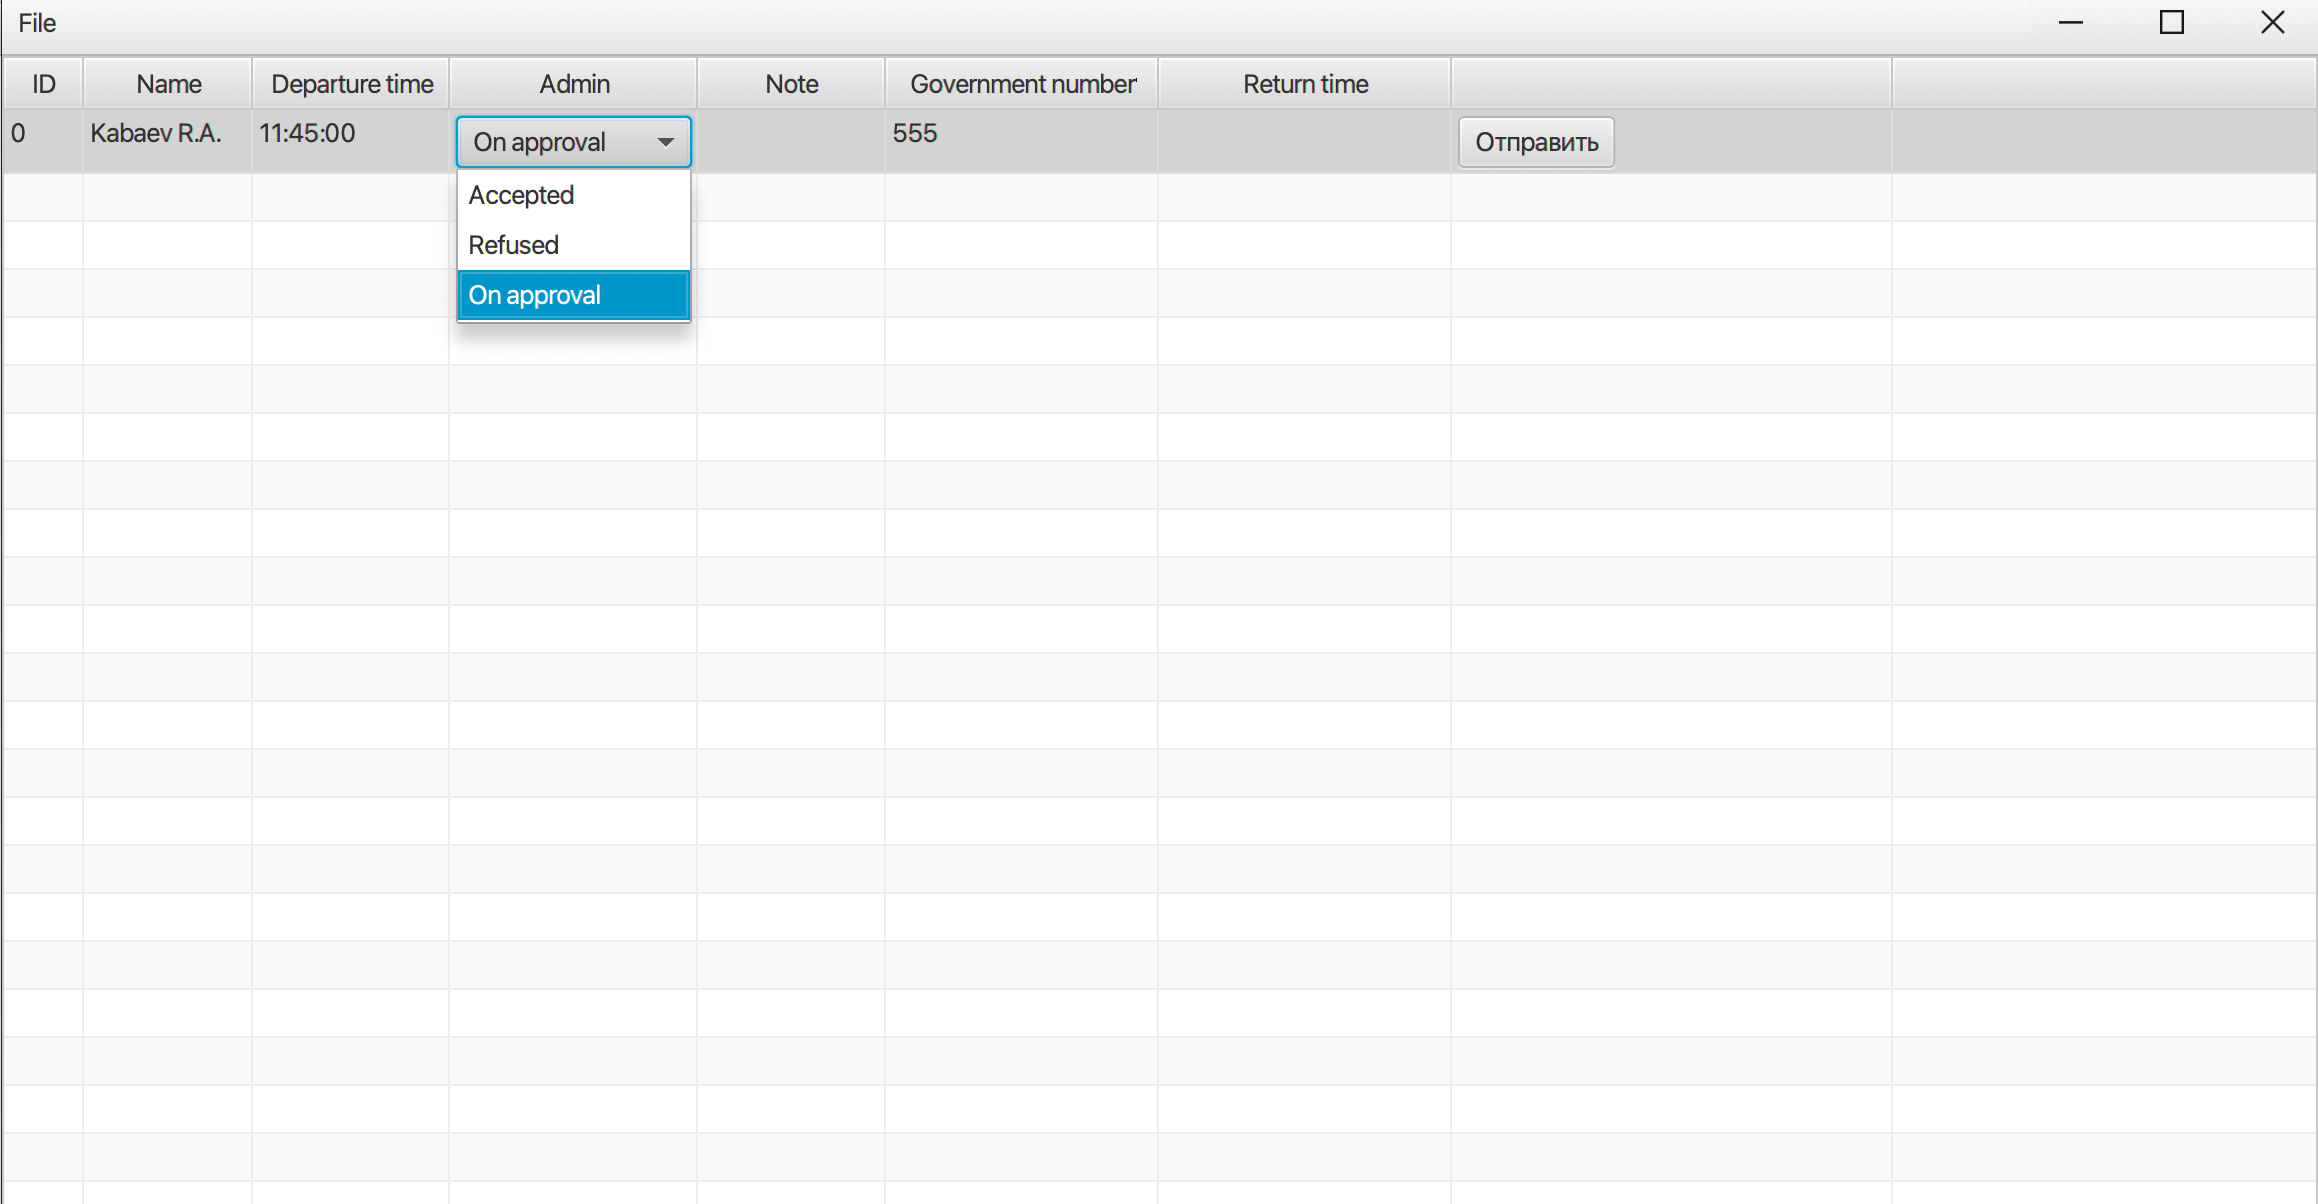 File
ID Name Departure time Admin Note Government number Return time
0 Kabaev R.A. 11:45:00 On approval 555 Отправить
Accepted
Refused
On approval